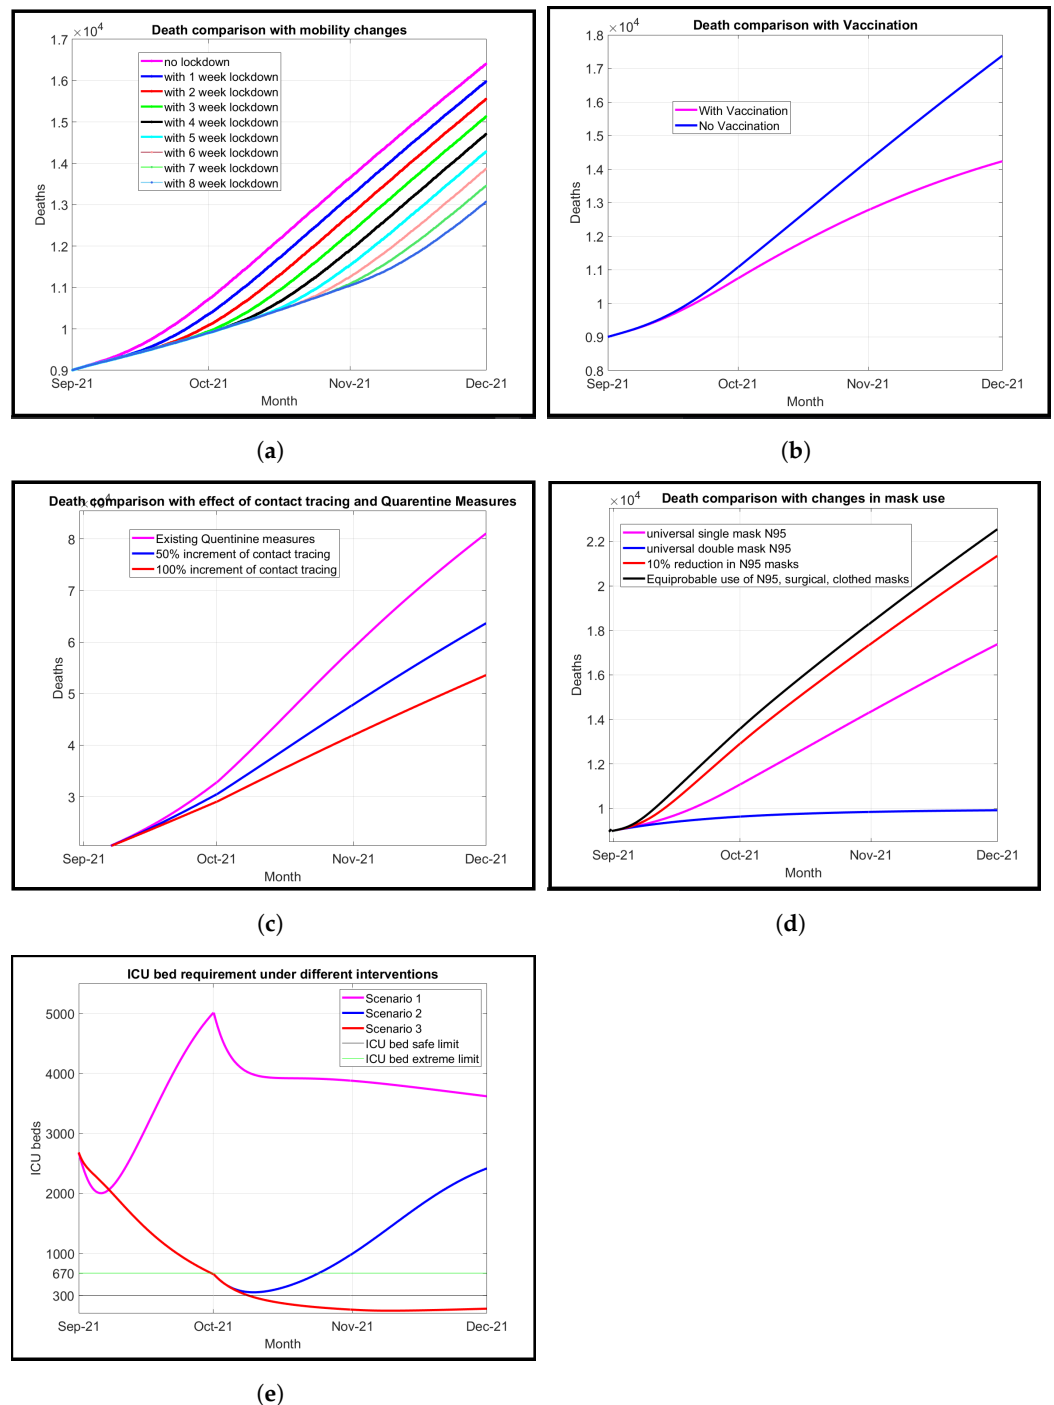 Death comparison with mobility changes
×10⁴
1.7
1.6
1.5
1.4
1.3
1.2
1.1
1
0.9
Deaths
no lockdown
with 1 week lockdown
with 2 week lockdown
with 3 week lockdown
with 4 week lockdown
with 5 week lockdown
with 6 week lockdown
with 7 week lockdown
with 8 week lockdown
Sep-21 Oct-21 Nov-21 Dec-21
Month
(a)
Death comparison with Vaccination
×10⁴
1.8
1.7
1.6
1.5
1.4
1.3
1.2
1.1
1
0.9
0.8
Deaths
With Vaccination
No Vaccination
Sep-21 Oct-21 Nov-21 Dec-21
Month
(b)
Death comparison with effect of contact tracing and Quarentine Measures
8
7
6
5
4
3
Deaths
Existing Quentinine measures
50% increment of contact tracing
100% increment of contact tracing
Sep-21 Oct-21 Nov-21 Dec-21
Month
(c)
Death comparison with changes in mask use
×10⁴
2.2
2
1.8
1.6
1.4
1.2
1
Deaths
universal single mask N95
universal double mask N95
10% reduction in N95 masks
Equiprobable use of N95, surgical, clothed masks
Sep-21 Oct-21 Nov-21 Dec-21
Month
(d)
ICU bed requirement under different interventions
5000
4000
3000
2000
1000
670
300
ICU beds
Scenario 1
Scenario 2
Scenario 3
ICU bed safe limit
ICU bed extreme limit
Sep-21 Oct-21 Nov-21 Dec-21
Month
(e)